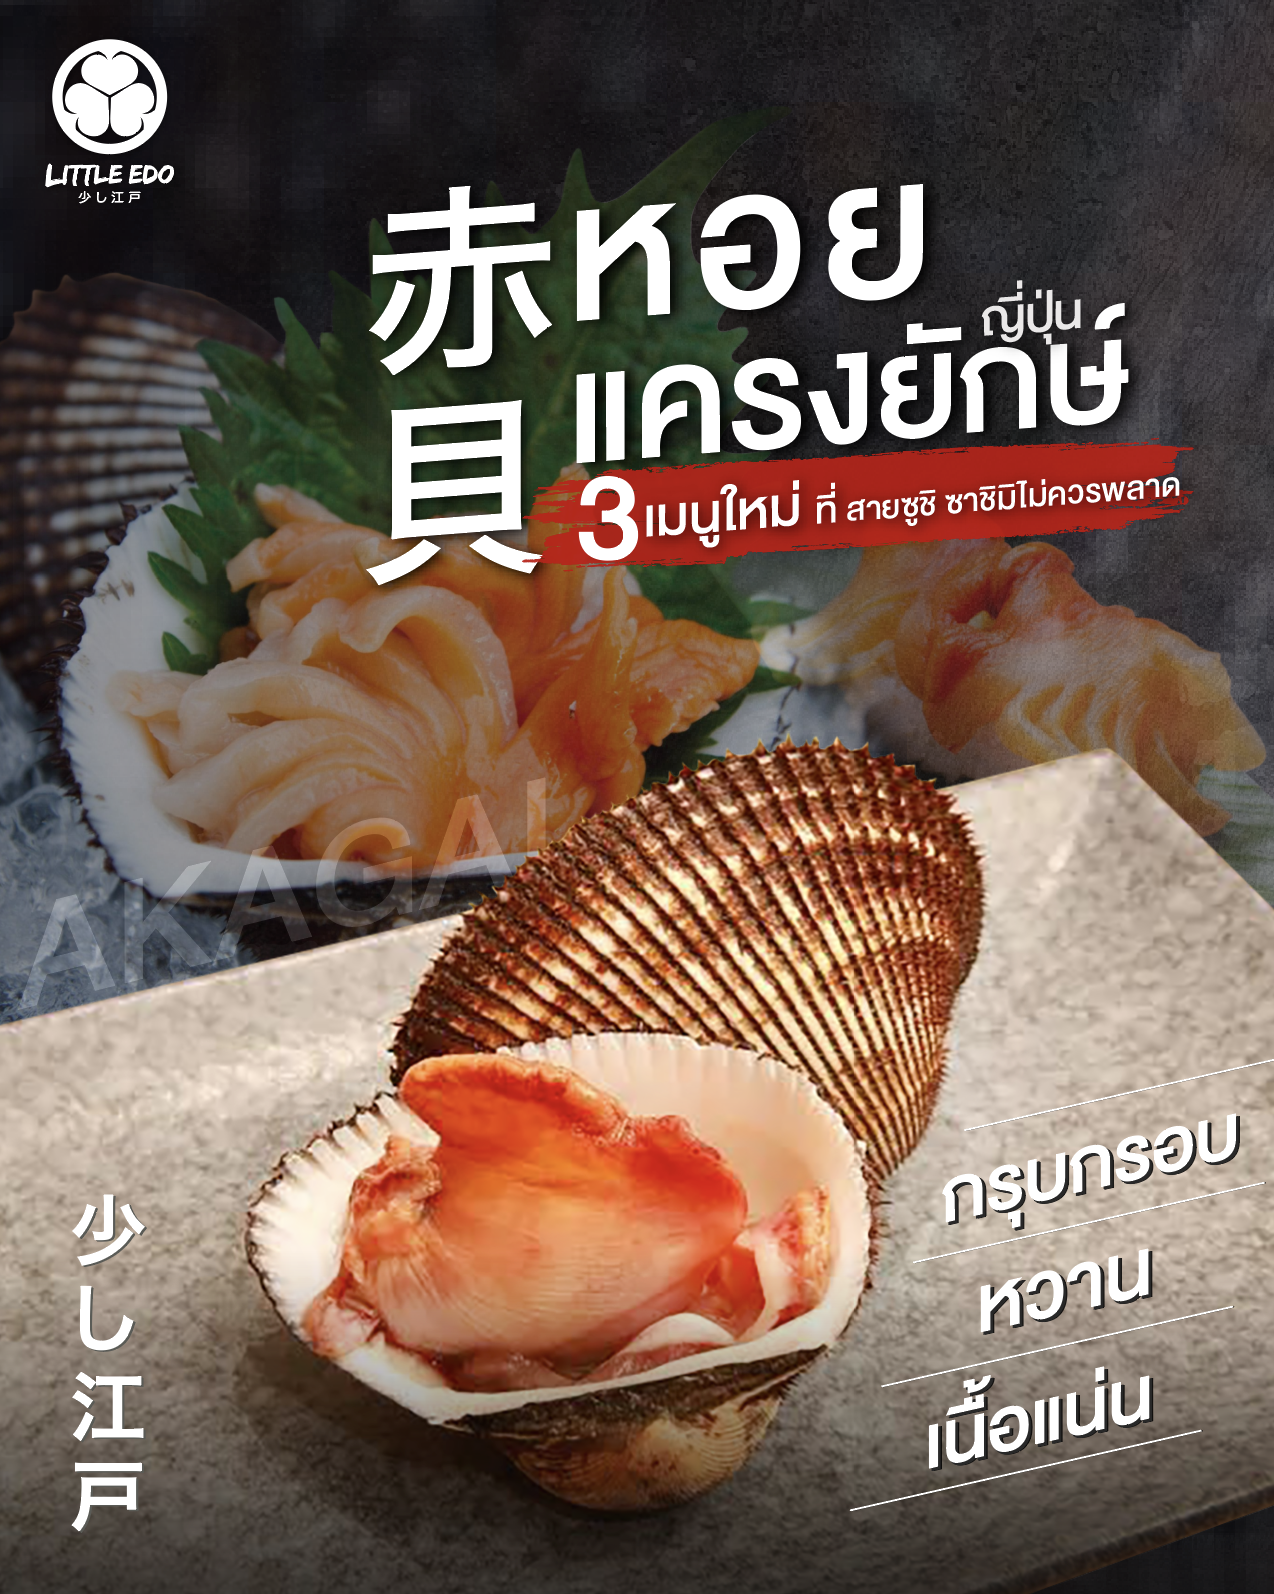 LITTLE EDO
少し江戸
赤貝
หอย
แครงยักษ์
ญี่ปุ่น
3 เมนูใหม่ ที่ สายซูชิ ซาชิมิไม่ควรพลาด
AKAGAI
กรุบกรอบ
หวาน
เนื้อแน่น
少し江戸